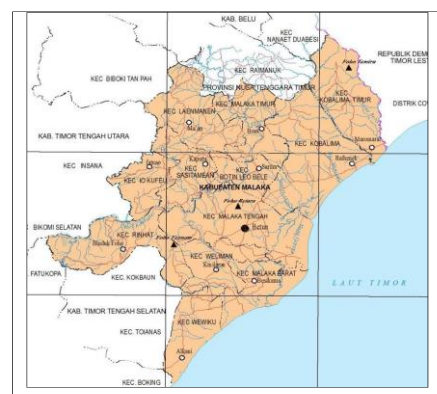 KAB. BELU
KEC
NANAET DUABESI
KEC BIBOKI TAN PAH
KEC RAIMANUK
REPUBLIK DEM
TIMOR LEST
PROVINSI NUSA TENGGARA TIMUR
KEC
KOBALIMA TIMUR
KEC LAENMANEN
KEC MALAKA TIMUR
DISTRIK CO
KAB. TIMOR TENGAH UTARA
KEC KOBALIMA
KEC INSANA
KEC
SASITAMEAN
KEC
BOTIN LEO BELE
KEC IO KUFEU
KABUPATEN MALAKA
KEC MALAKA TENGAH
Betun
BIKOMI SELATAN
KEC RINHAT
FATUKOPA
KEC. KOKBAUN
KEC WELIMAN
KEC MALAKA BARAT
LAUT TIMOR
KAB. TIMOR TENGAH SELATAN
KEC. TOIANAS
KEC WEWIKU
KEC. BOKING